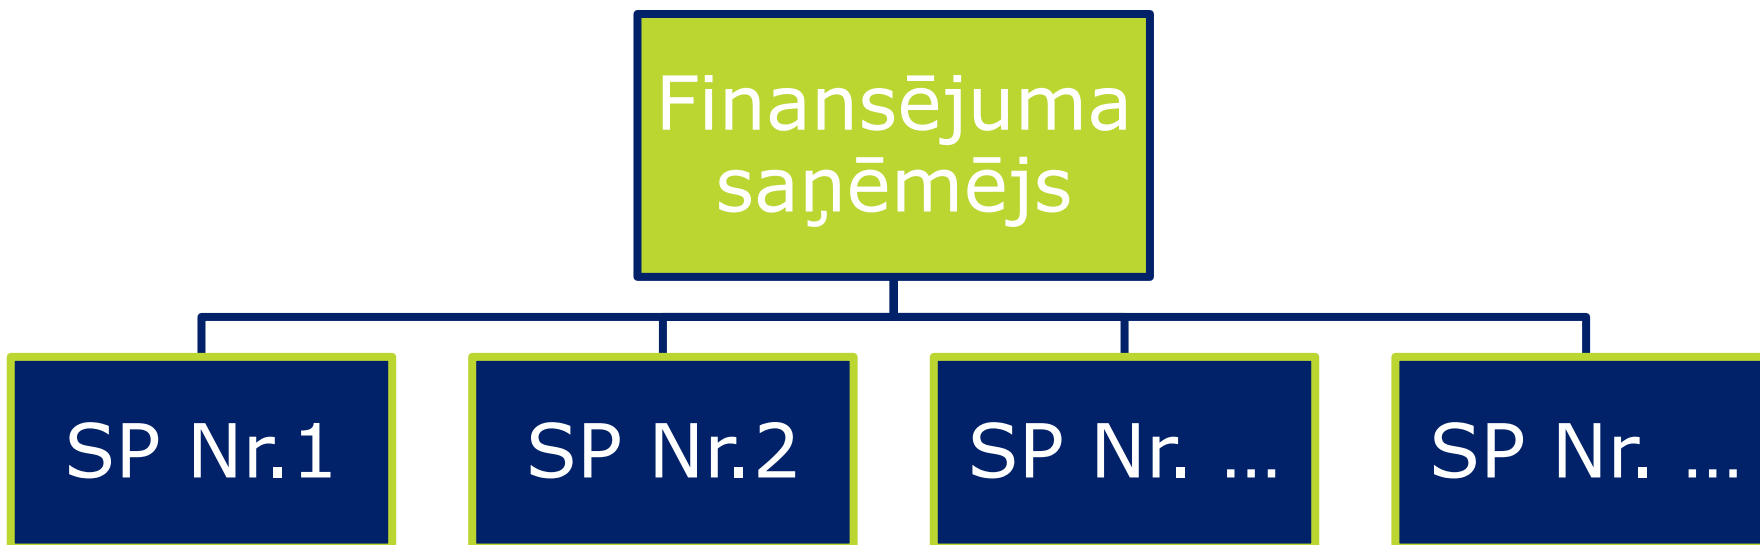 Finansējuma
saņēmējs
SP Nr.1
SP Nr.2
SP Nr. …
SP Nr. …